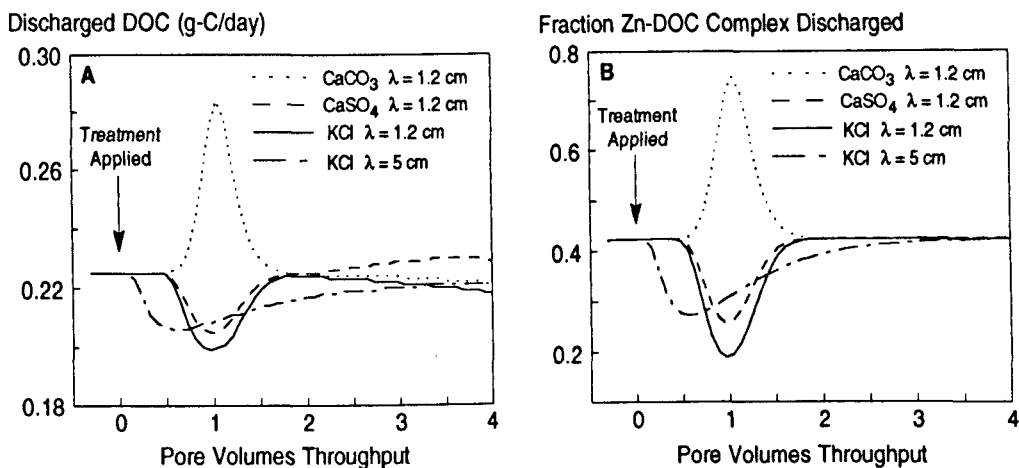 Discharged DOC (g-C/day)
0.30
A
CaCO₃ λ = 1.2 cm
CaSO₄ λ = 1.2 cm
KCl λ = 1.2 cm
KCl λ = 5 cm
Treatment
Applied
0.26
0.22
0.18
0 1 2 3 4
Pore Volumes Throughput
Fraction Zn-DOC Complex Discharged
0.8
B
CaCO₃ λ = 1.2 cm
CaSO₄ λ = 1.2 cm
KCl λ = 1.2 cm
KCl λ = 5 cm
Treatment
Applied
0.6
0.4
0.2
0 1 2 3 4
Pore Volumes Throughput